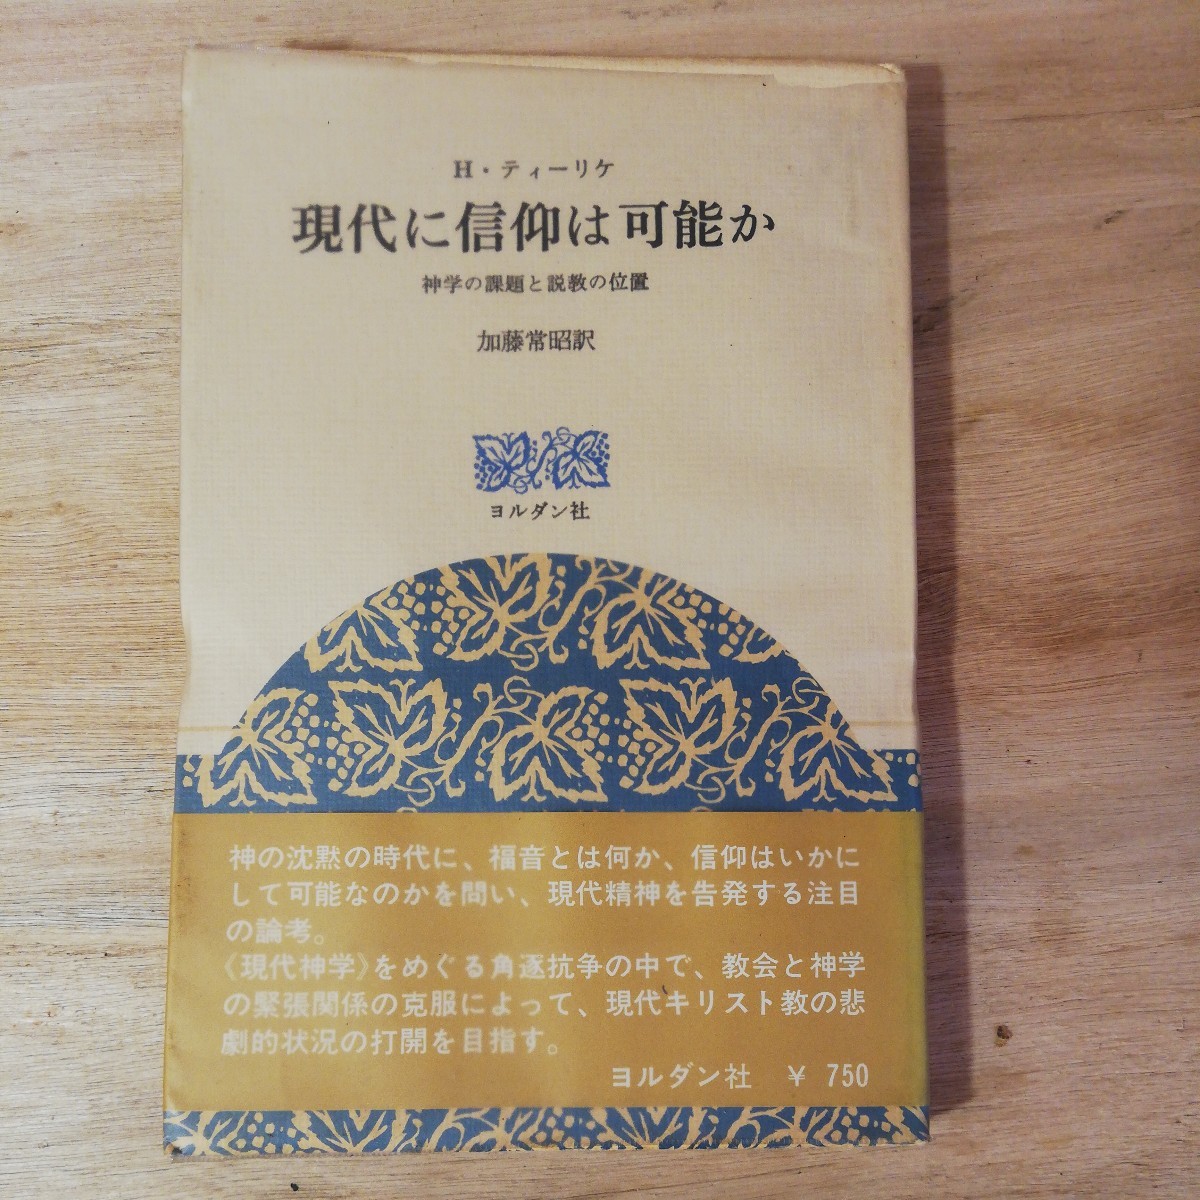 H・ティーリケ
現代に信仰は可能か
神学の課題と説教の位置
加藤常昭訳
ヨルダン社
神の沈黙の時代に、福音とは何か、信仰はいかに
して可能なのかを問い、現代精神を告発する注目
の論考。
《現代神学》をめぐる角逐抗争の中で、教会と神学
の緊張関係の克服によって、現代キリスト教の悲
劇的状況の打開を目指す。
ヨルダン社 ￥ 750